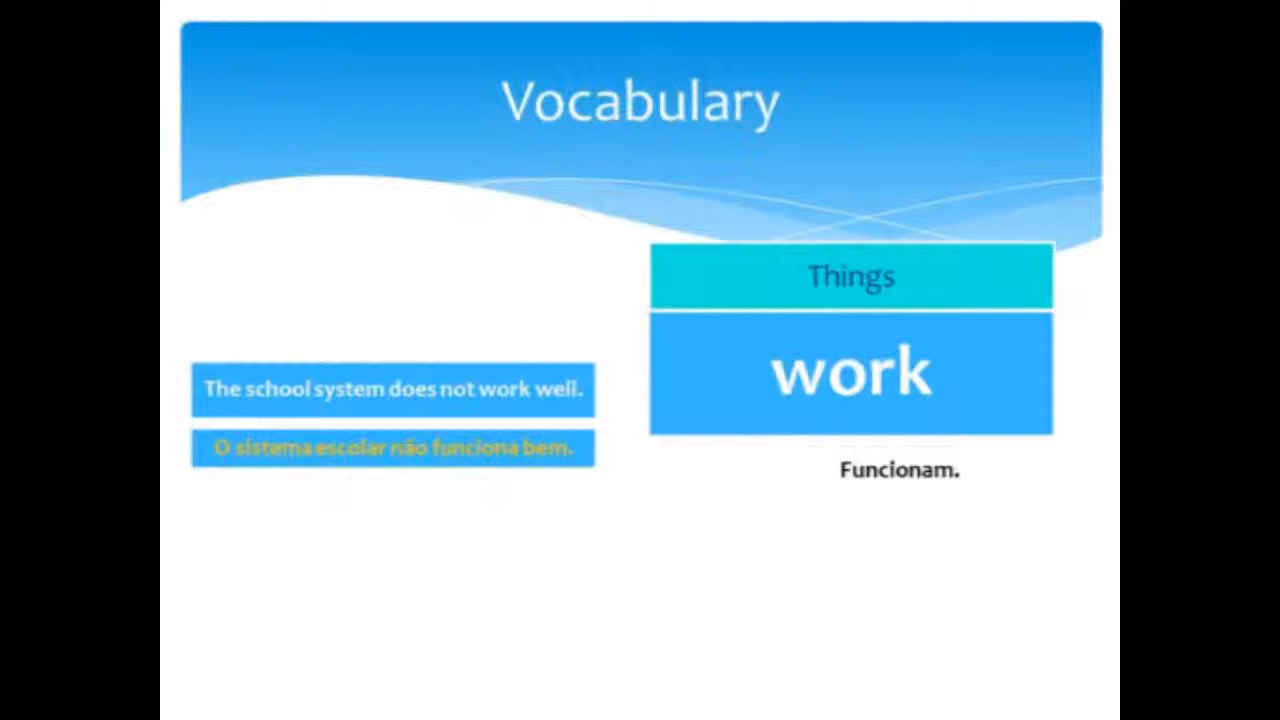 Vocabulary
Things
work
Funcionam.
The school system does not work well.
O sistema escolar não funciona bem.